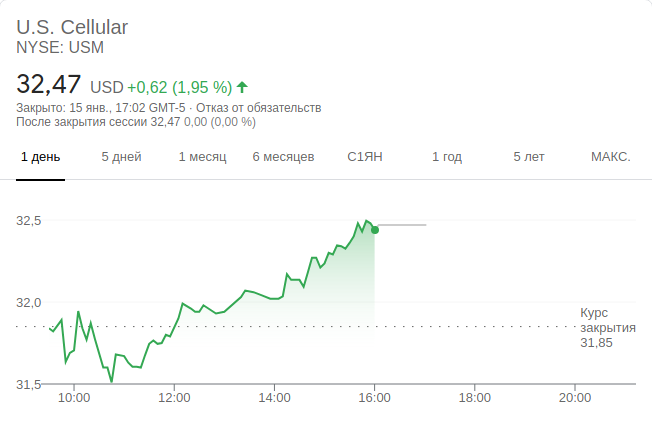 U.S. Cellular
NYSE: USM
32,47 USD +0,62 (1,95 %)
Закрыто: 15 янв., 17:02 GMT-5 · Отказ от обязательств
После закрытия сессии 32,47 0,00 (0,00 %)
1 день 5 дней 1 месяц 6 месяцев С1ЯН 1 год 5 лет МАКС.
32,5
32,0
Курс
закрытия
31,85
31,5
10:00 12:00 14:00 16:00 18:00 20:00